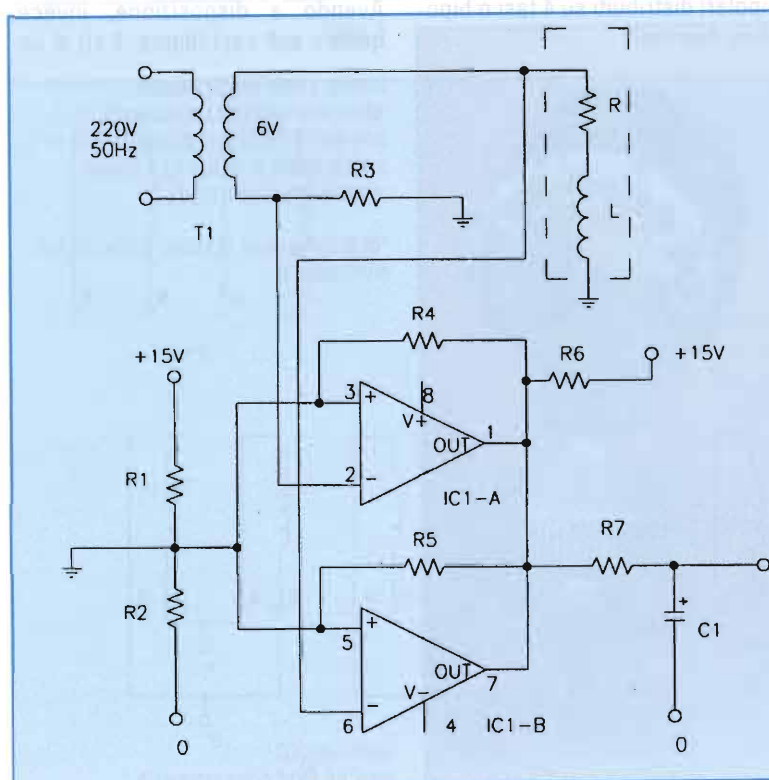 220V
50Hz
6V
T1
R3
R
L
+15V
R4
R6
+15V
3
+
8
V+
OUT
1
2
−
IC1-A
R1
R5
R7
R2
5
+
OUT
7
C1
+
V−
6
−
4
IC1-B
0
0